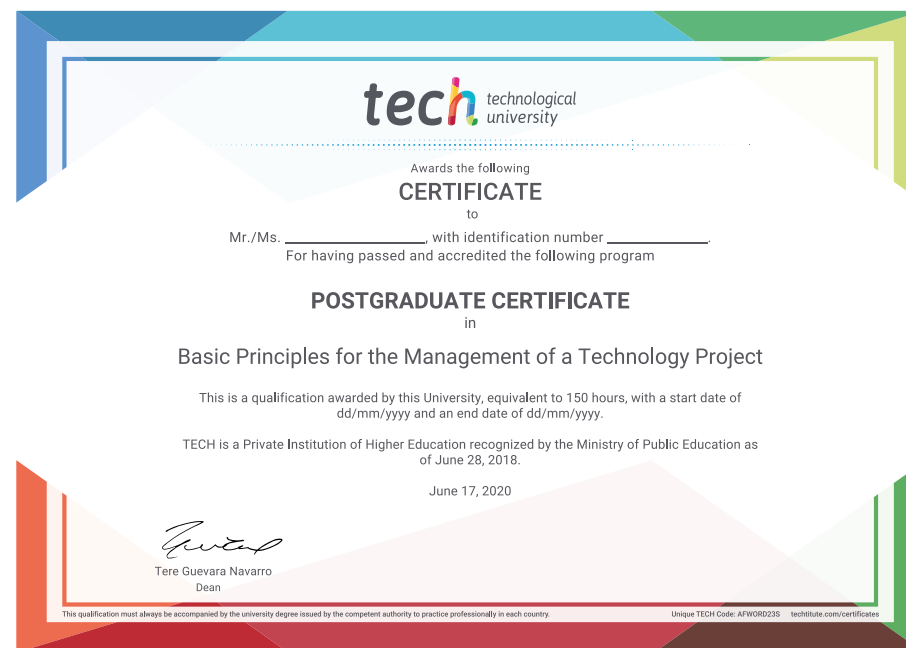 tech technological
university
Awards the following
CERTIFICATE
to
Mr./Ms. ____________________, with identification number ______________.
For having passed and accredited the following program
POSTGRADUATE CERTIFICATE
in
Basic Principles for the Management of a Technology Project
This is a qualification awarded by this University, equivalent to 150 hours, with a start date of
dd/mm/yyyy and an end date of dd/mm/yyyy.
TECH is a Private Institution of Higher Education recognized by the Ministry of Public Education as
of June 28, 2018.
June 17, 2020
Tere Guevara Navarro
Dean
This qualification must always be accompanied by the university degree issued by the competent authority to practice professionally in each country. Unique TECH Code: AFWORD23S techtitute.com/certificates